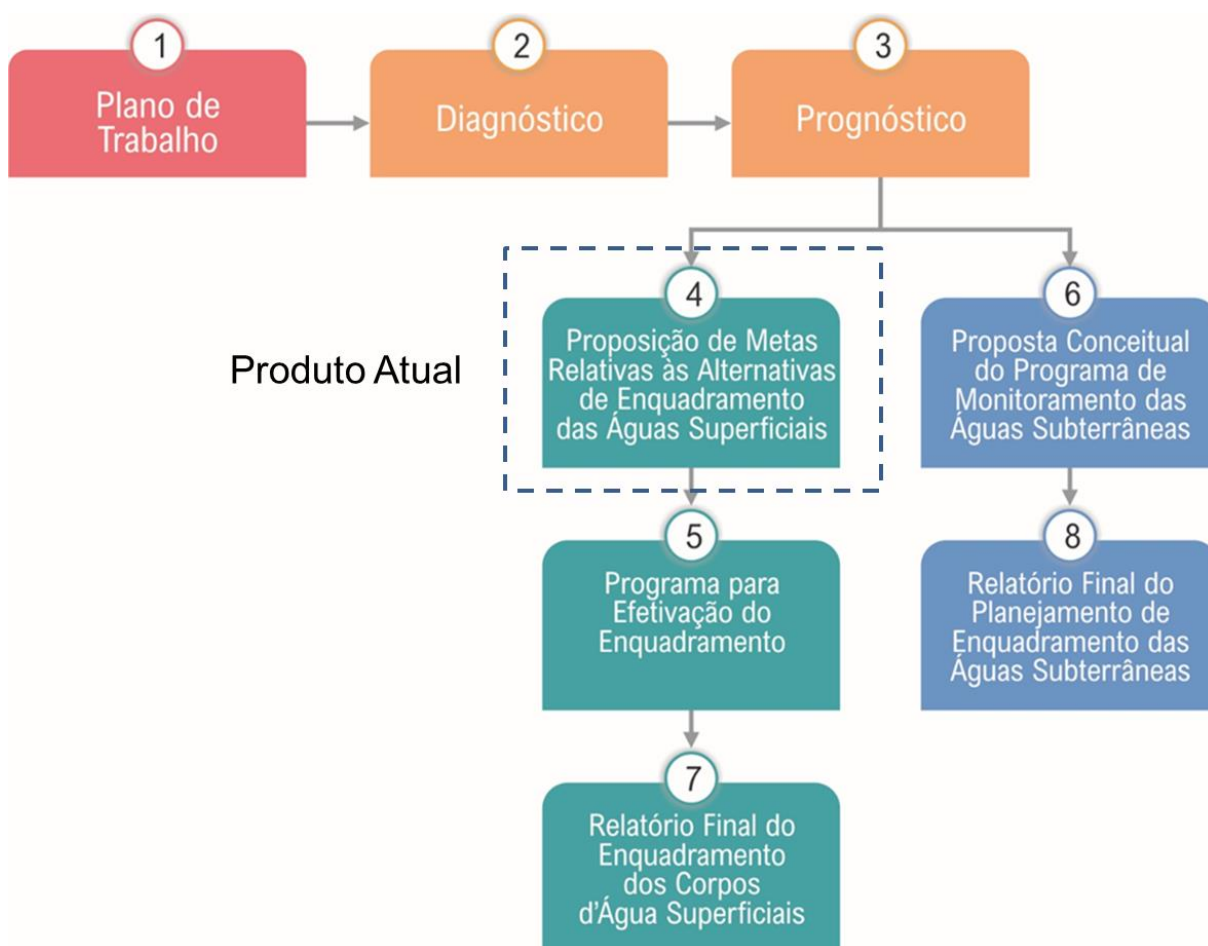 1
Plano de
Trabalho
2
Diagnóstico
3
Prognóstico
Produto Atual
4
Proposição de Metas
Relativas às Alternativas
de Enquadramento
das Águas Superficiais
6
Proposta Conceitual
do Programa de
Monitoramento das
Águas Subterrâneas
5
Programa para
Efetivação do
Enquadramento
8
Relatório Final do
Planejamento de
Enquadramento das
Águas Subterrâneas
7
Relatório Final do
Enquadramento
dos Corpos
d'Água Superficiais